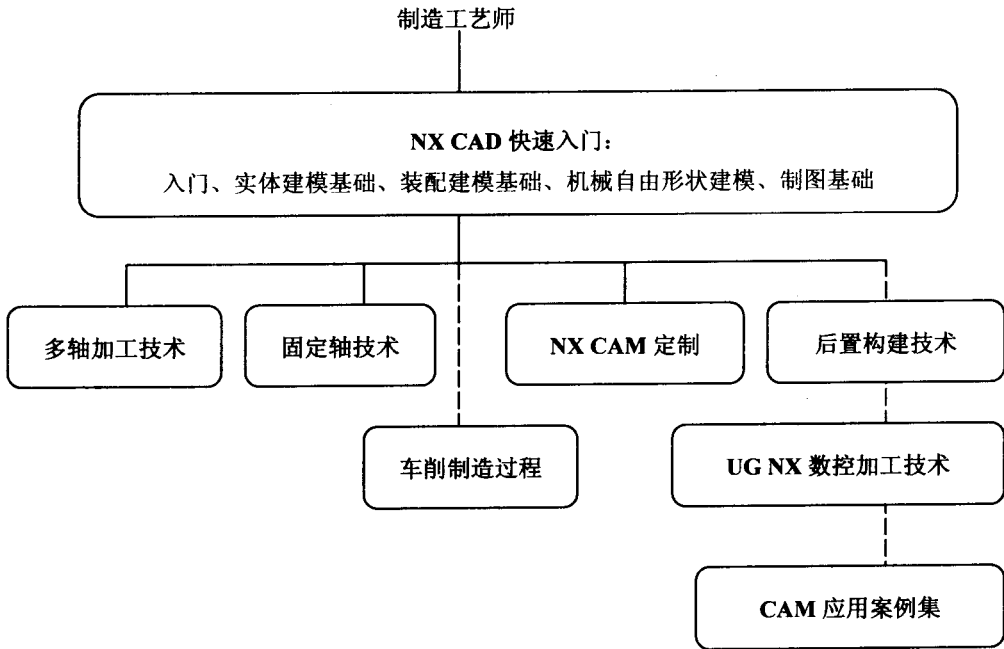 制造工艺师
NX CAD 快速入门：
入门、实体建模基础、装配建模基础、机械自由形状建模、制图基础
多轴加工技术
固定轴技术
NX CAM 定制
后置构建技术
车削制造过程
UG NX 数控加工技术
CAM 应用案例集